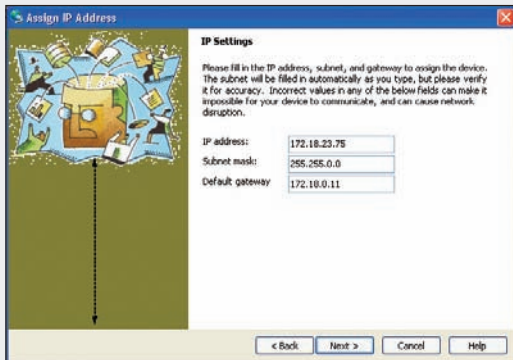 Assign IP Address
IP Settings
Please fill in the IP address, subnet, and gateway to assign the device.
The subnet will be filled in automatically as you type, but please verify
it for accuracy. Incorrect values in any of the below fields can make it
impossible for your device to communicate, and can cause network
disruption.
IP address: 172.18.23.75
Subnet mask: 255.255.0.0
Default gateway 172.18.0.11
< Back Next > Cancel Help